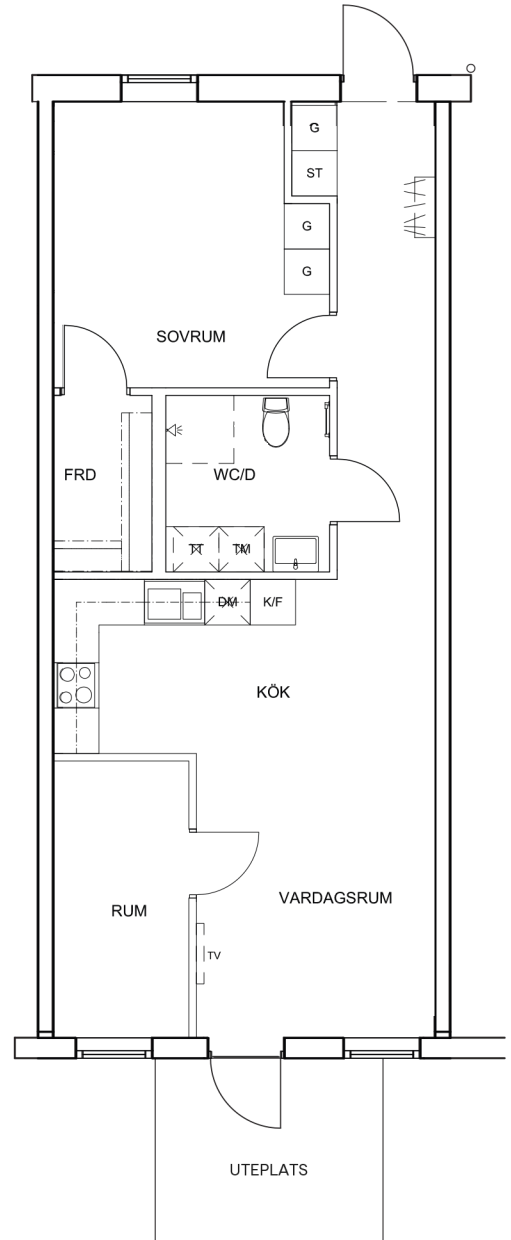 G
ST
G
G
SOVRUM
FRD
WC/D
TT
TM
DM
K/F
KÖK
VARDAGSRUM
RUM
TV
UTEPLATS